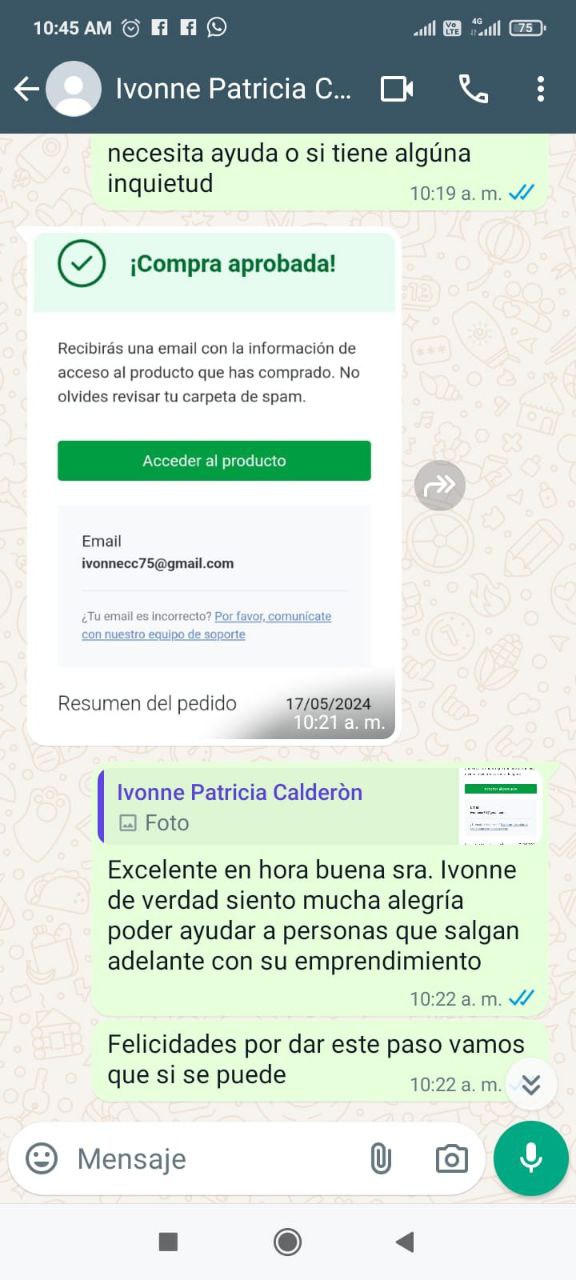 10:45 AM
4G
Vo
LTE
75
Ivonne Patricia C...
necesita ayuda o si tiene algúna
inquietud
10:19 a. m.
¡Compra aprobada!
Recibirás una email con la información de
acceso al producto que has comprado. No
olvides revisar tu carpeta de spam.
Acceder al producto
Email
ivonnecc75@gmail.com
¿Tu email es incorrecto? Por favor, comunícate
con nuestro equipo de soporte
Resumen del pedido
17/05/2024
10:21 a. m.
Ivonne Patricia Calderòn
Foto
Excelente en hora buena sra. Ivonne
de verdad siento mucha alegría
poder ayudar a personas que salgan
adelante con su emprendimiento
10:22 a. m.
Felicidades por dar este paso vamos
que si se puede
10:22 a. m.
Mensaje